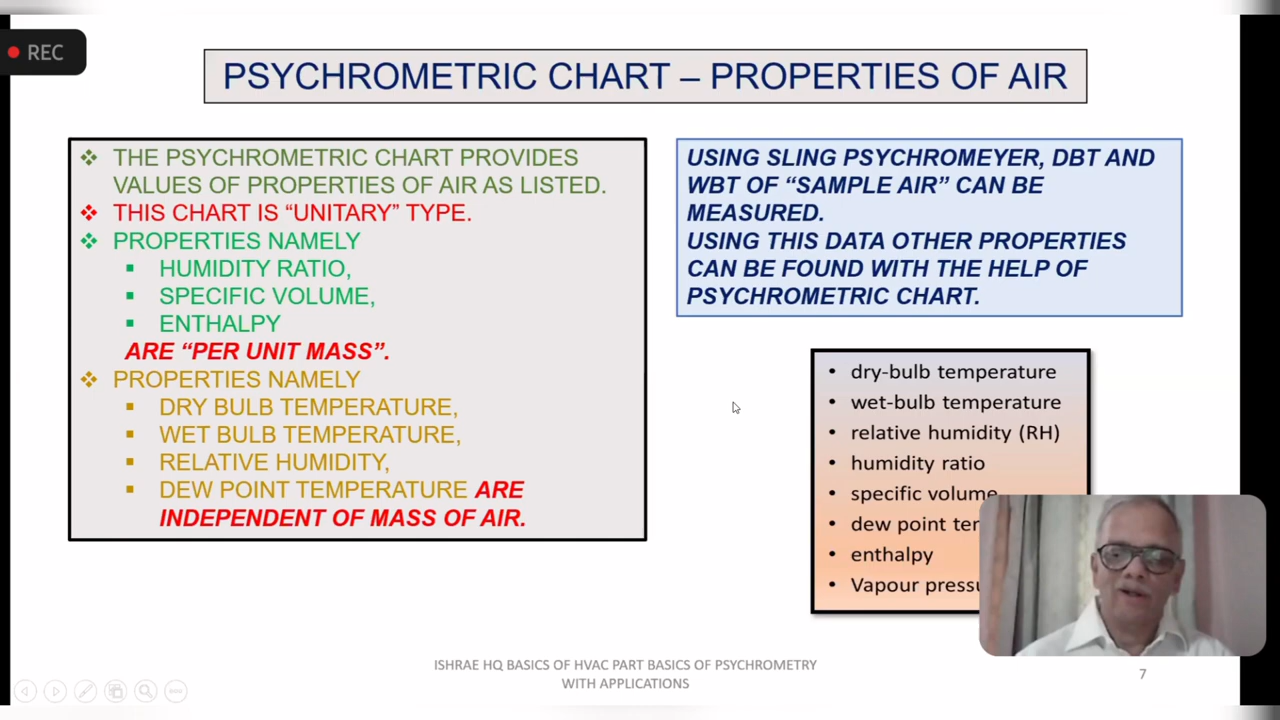 REC
PSYCHROMETRIC CHART – PROPERTIES OF AIR
❖ THE PSYCHROMETRIC CHART PROVIDES
VALUES OF PROPERTIES OF AIR AS LISTED.
❖ THIS CHART IS “UNITARY” TYPE.
❖ PROPERTIES NAMELY
▪ HUMIDITY RATIO,
▪ SPECIFIC VOLUME,
▪ ENTHALPY
ARE “PER UNIT MASS”.
❖ PROPERTIES NAMELY
▪ DRY BULB TEMPERATURE,
▪ WET BULB TEMPERATURE,
▪ RELATIVE HUMIDITY,
▪ DEW POINT TEMPERATURE ARE
INDEPENDENT OF MASS OF AIR.
USING SLING PSYCHROMEYER, DBT AND
WBT OF “SAMPLE AIR” CAN BE
MEASURED.
USING THIS DATA OTHER PROPERTIES
CAN BE FOUND WITH THE HELP OF
PSYCHROMETRIC CHART.
• dry-bulb temperature
• wet-bulb temperature
• relative humidity (RH)
• humidity ratio
• specific volume
• dew point
• enthalpy
• Vapour
ISHRAE HQ BASICS OF HVAC PART BASICS OF PSYCHROMETRY
WITH APPLICATIONS
7